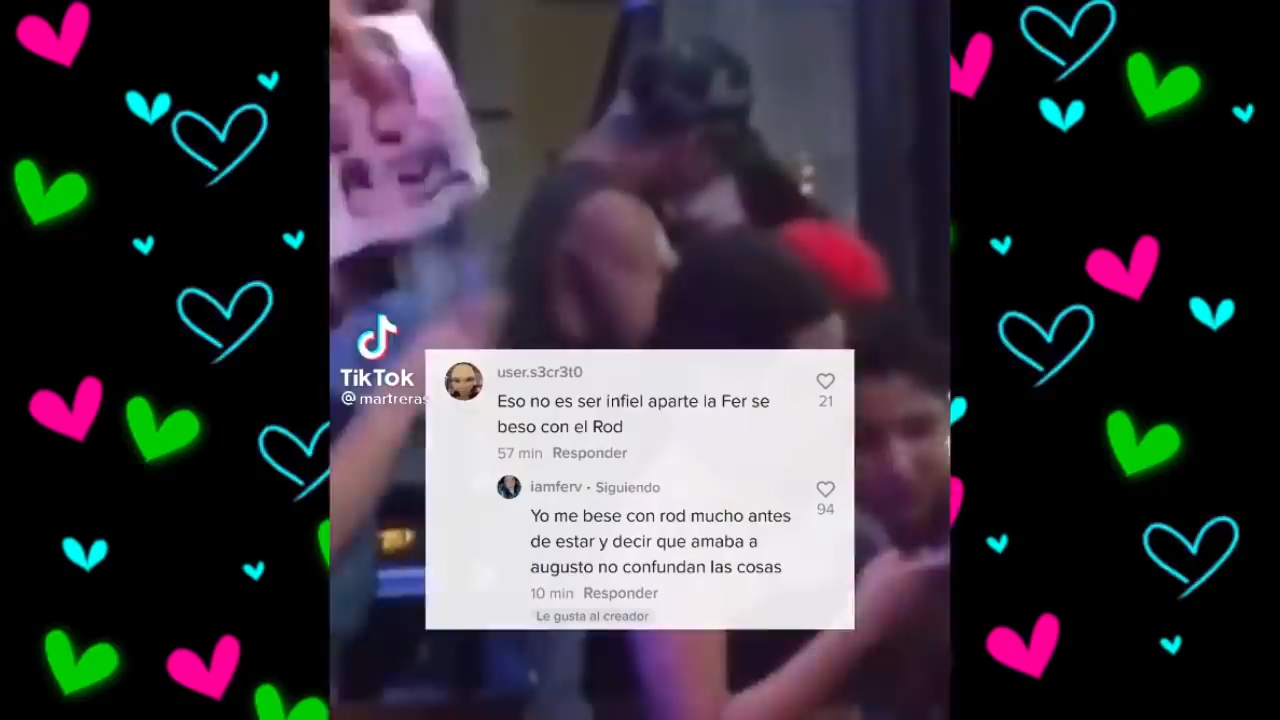 TikTok
@ martreras
user.s3cr3t0
Eso no es ser infiel aparte la Fer se
beso con el Rod
21
57 min Responder
iamferv - Siguiendo
Yo me bese con rod mucho antes
de estar y decir que amaba a
augusto no confundan las cosas
94
10 min Responder
Le gusta al creador